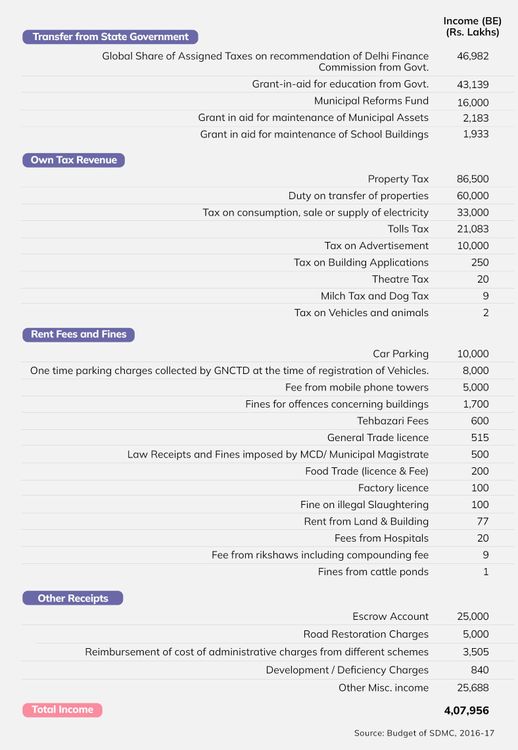 Income (BE)
(Rs. Lakhs)
Transfer from State Government
Global Share of Assigned Taxes on recommendation of Delhi Finance 46,982
Commission from Govt.
Grant-in-aid for education from Govt. 43,139
Municipal Reforms Fund 16,000
Grant in aid for maintenance of Municipal Assets 2,183
Grant in aid for maintenance of School Buildings 1,933
Own Tax Revenue
Property Tax 86,500
Duty on transfer of properties 60,000
Tax on consumption, sale or supply of electricity 33,000
Tolls Tax 21,083
Tax on Advertisement 10,000
Tax on Building Applications 250
Theatre Tax 20
Milch Tax and Dog Tax 9
Tax on Vehicles and animals 2
Rent Fees and Fines
Car Parking 10,000
One time parking charges collected by GNCTD at the time of registration of Vehicles. 8,000
Fee from mobile phone towers 5,000
Fines for offences concerning buildings 1,700
Tehbazari Fees 600
General Trade licence 515
Law Receipts and Fines imposed by MCD/ Municipal Magistrate 500
Food Trade (licence & Fee) 200
Factory licence 100
Fine on illegal Slaughtering 100
Rent from Land & Building 77
Fees from Hospitals 20
Fee from rikshaws including compounding fee 9
Fines from cattle ponds 1
Other Receipts
Escrow Account 25,000
Road Restoration Charges 5,000
Reimbursement of cost of administrative charges from different schemes 3,505
Development / Deficiency Charges 840
Other Misc. income 25,688
Total Income 4,07,956
Source: Budget of SDMC, 2016-17